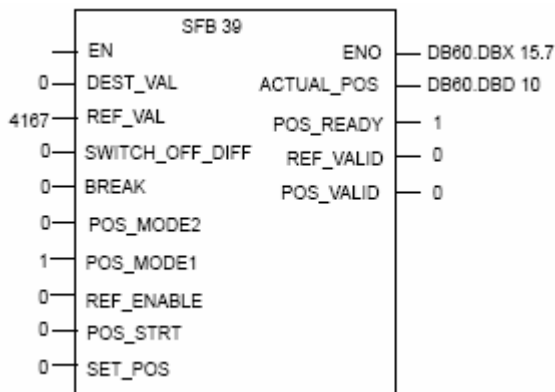 SFB 39
EN ENO DB60.DBX 15.7
0 DEST_VAL ACTUAL_POS DB60.DBD 10
4167 REF_VAL POS_READY 1
0 SWITCH_OFF_DIFF REF_VALID 0
0 BREAK POS_VALID 0
0 POS_MODE2
1 POS_MODE1
0 REF_ENABLE
0 POS_STRT
0 SET_POS